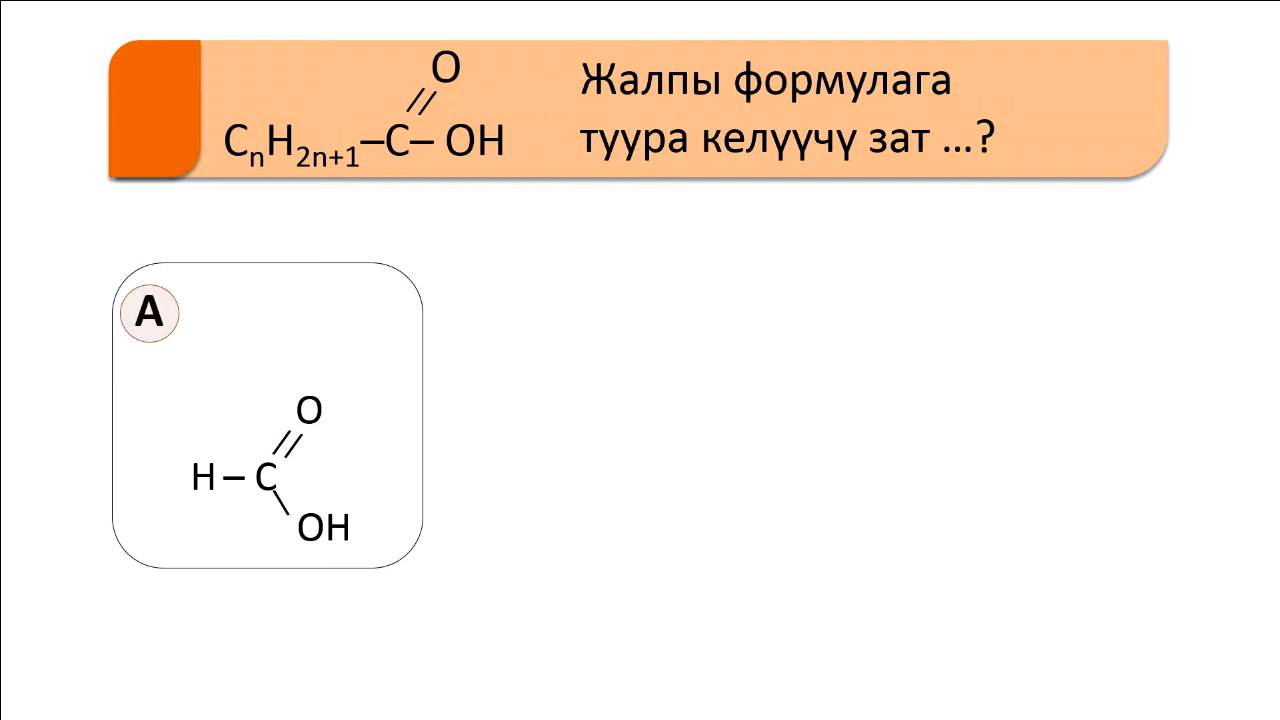 O
CₙH₂ₙ₊₁–C–OH
Жалпы формулага
туура келүүчү зат ...?
A
O
H–C
OH